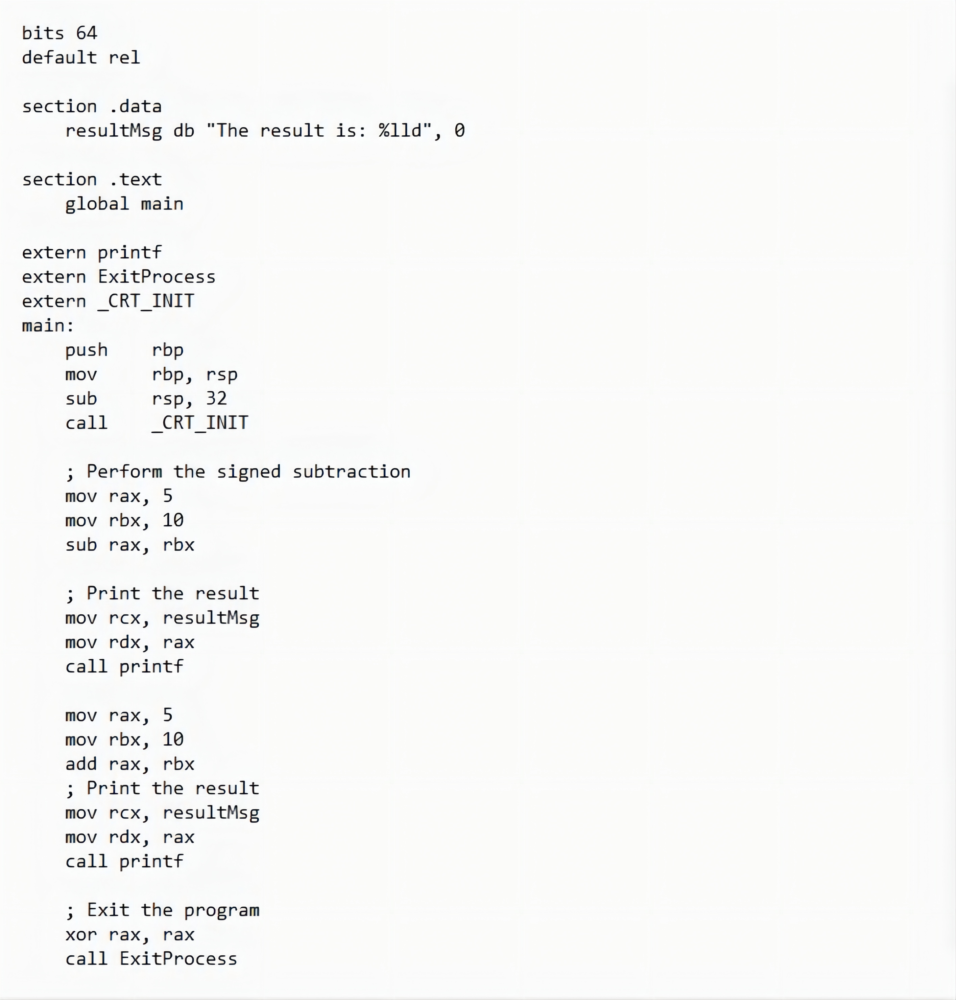 bits 64
default rel
section .data
resultMsg db "The result is: %lld", 0
section .text
global main
extern printf
extern ExitProcess
extern _CRT_INIT
main:
push    rbp
mov     rbp, rsp
sub     rsp, 32
call    _CRT_INIT
; Perform the signed subtraction
mov rax, 5
mov rbx, 10
sub rax, rbx
; Print the result
mov rcx, resultMsg
mov rdx, rax
call printf
mov rax, 5
mov rbx, 10
add rax, rbx
; Print the result
mov rcx, resultMsg
mov rdx, rax
call printf
; Exit the program
xor rax, rax
call ExitProcess